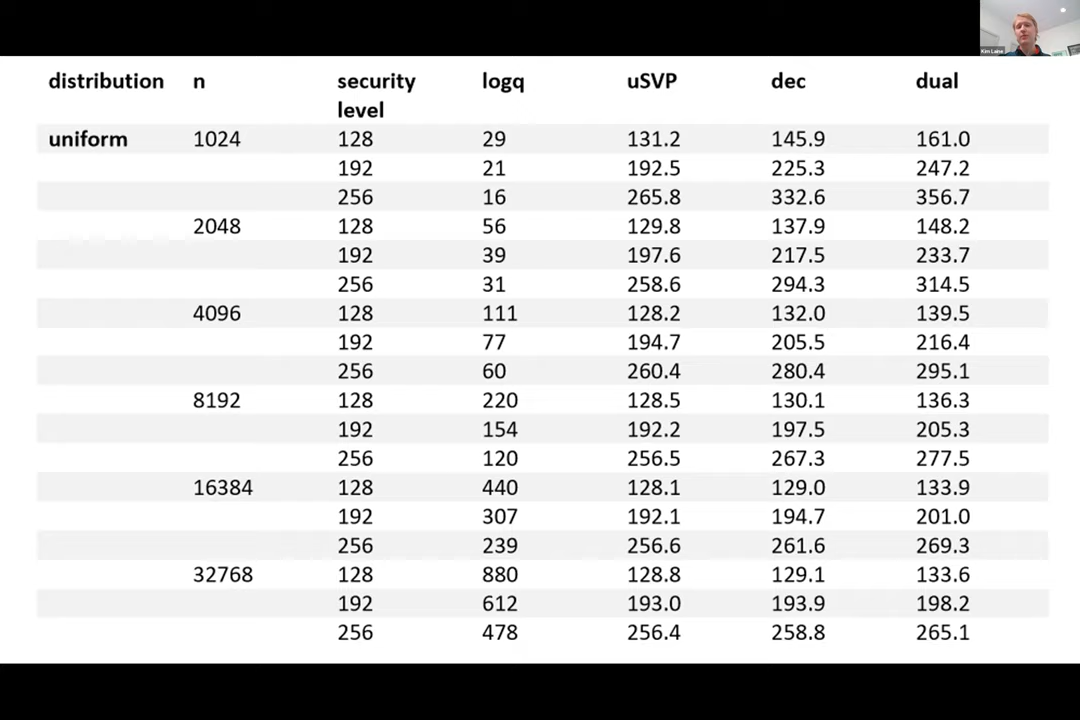 Kim Laine
distribution n security level logq uSVP dec dual
uniform 1024 128 29 131.2 145.9 161.0
192 21 192.5 225.3 247.2
256 16 265.8 332.6 356.7
2048 128 56 129.8 137.9 148.2
192 39 197.6 217.5 233.7
256 31 258.6 294.3 314.5
4096 128 111 128.2 132.0 139.5
192 77 194.7 205.5 216.4
256 60 260.4 280.4 295.1
8192 128 220 128.5 130.1 136.3
192 154 192.2 197.5 205.3
256 120 256.5 267.3 277.5
16384 128 440 128.1 129.0 133.9
192 307 192.1 194.7 201.0
256 239 256.6 261.6 269.3
32768 128 880 128.8 129.1 133.6
192 612 193.0 193.9 198.2
256 478 256.4 258.8 265.1